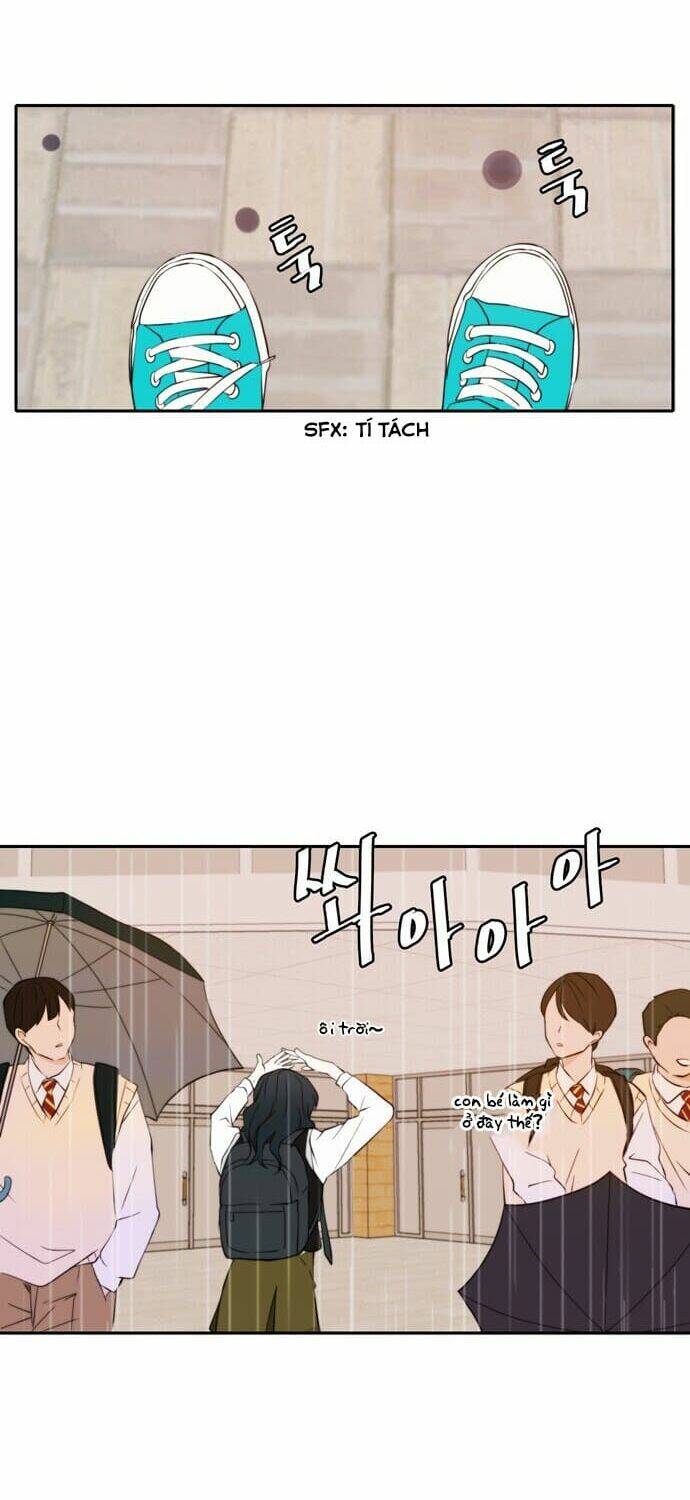 툭
툭
SFX: TÍ TÁCH
쏴아아아
ôi trời~
con bé làm gì
ở đây thế?